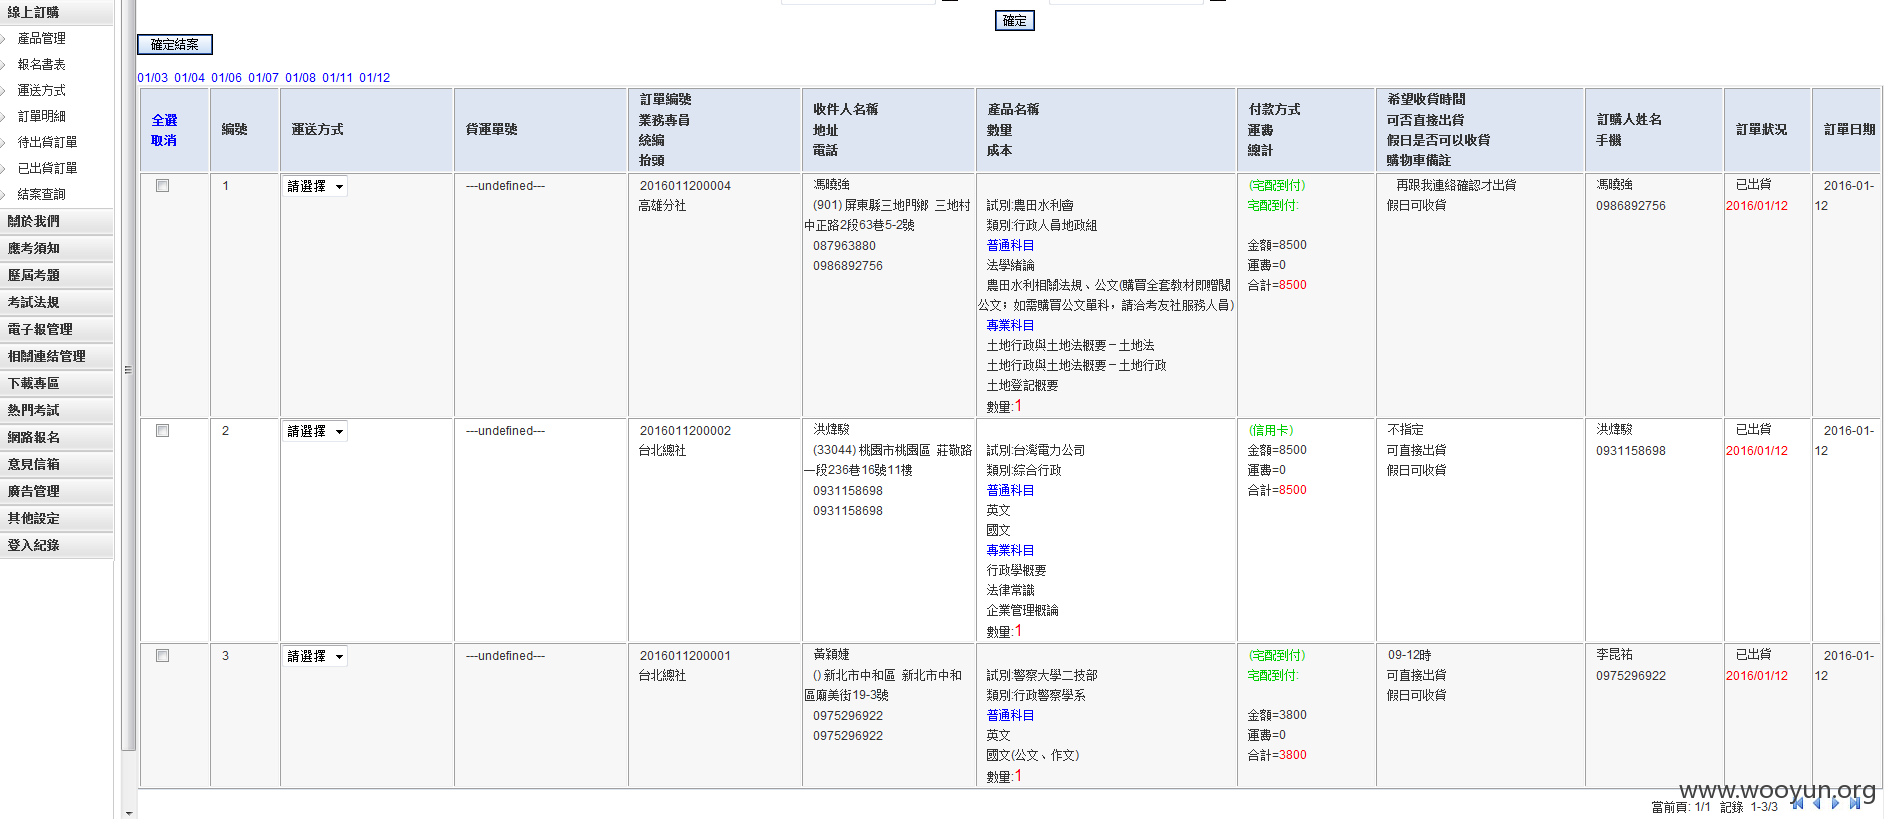 線上訂購
產品管理
報名書表
運送方式
訂單明細
待出貨訂單
已出貨訂單
結案查詢
關於我們
應考須知
歷屆考題
考試法規
電子報管理
相關連結管理
下載專區
熱門考試
網路報名
意見信箱
廣告管理
其他設定
登入紀錄
確定
確定結案
01/03 01/04 01/06 01/07 01/08 01/11 01/12
全選
取消
編號
運送方式
貨運單號
訂單編號
業務專員
統編
抬頭
收件人名稱
地址
電話
產品名稱
數量
成本
付款方式
運費
總計
希望收貨時間
可否直接出貨
假日是否可以收貨
購物車備註
訂購人姓名
手機
訂單狀況
訂單日期
1
請選擇
---undefined---
2016011200004
高雄分社
馮曉強
(901) 屏東縣三地門鄉 三地村
中正路2段63巷5-2號
087963880
0986892756
試別:農田水利會
類別:行政人員地政組
普通科目
法學緒論
農田水利相關法規、公文(購買全套教材即贈閱
公文；如需購買公文單科，請洽考友社服務人員)
專業科目
土地行政與土地法概要－土地法
土地行政與土地法概要－土地行政
土地登記概要
數量:1
(宅配到付)
宅配到付:
金額=8500
運費=0
合計=8500
再跟我連絡確認才出貨
假日可收貨
馮曉強
0986892756
已出貨
2016/01/12
2016-01-
12
2
請選擇
---undefined---
2016011200002
台北總社
洪煒駿
(33044) 桃園市桃園區 莊敬路
一段236巷16號11樓
0931158698
0931158698
試別:台灣電力公司
類別:綜合行政
普通科目
英文
國文
專業科目
行政學概要
法律常識
企業管理概論
數量:1
(信用卡)
金額=8500
運費=0
合計=8500
不指定
可直接出貨
假日可收貨
洪煒駿
0931158698
已出貨
2016/01/12
2016-01-
12
3
請選擇
---undefined---
2016011200001
台北總社
黃穎婕
() 新北市中和區 新北市中和
區廟美街19-3號
0975296922
0975296922
試別:警察大學二技部
類別:行政警察學系
普通科目
英文
國文(公文、作文)
數量:1
(宅配到付)
宅配到付:
金額=3800
運費=0
合計=3800
09-12時
可直接出貨
假日可收貨
李昆祐
0975296922
已出貨
2016/01/12
2016-01-
12
www.wooyun.org
當前頁: 1/1 記錄 1-3/3